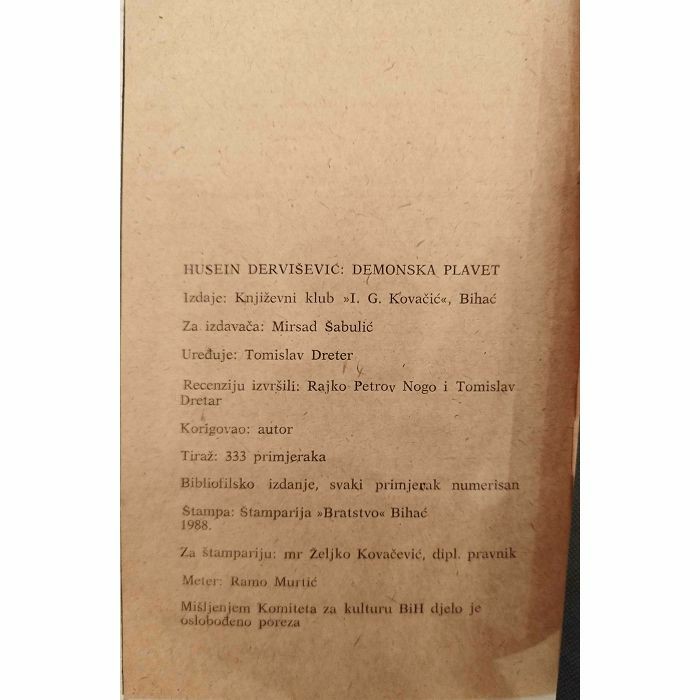 HUSEIN DERVIŠEVIĆ: DEMONSKA PLAVET
Izdaje: Književni klub »I. G. Kovačić«, Bihać
Za izdavača: Mirsad Šabulić
Uređuje: Tomislav Dreter
Recenziju izvršili: Rajko Petrov Nogo i Tomislav
Dretar
Korigovao: autor
Tiraž: 333 primjeraka
Bibliofilsko izdanje, svaki primjerak numerisan
Štampa: Štamparija »Bratstvo« Bihać
1988.
Za štampariju: mr Željko Kovačević, dipl. pravnik
Meter: Ramo Murtić
Mišljenjem Komiteta za kulturu BiH djelo je
oslobođeno poreza